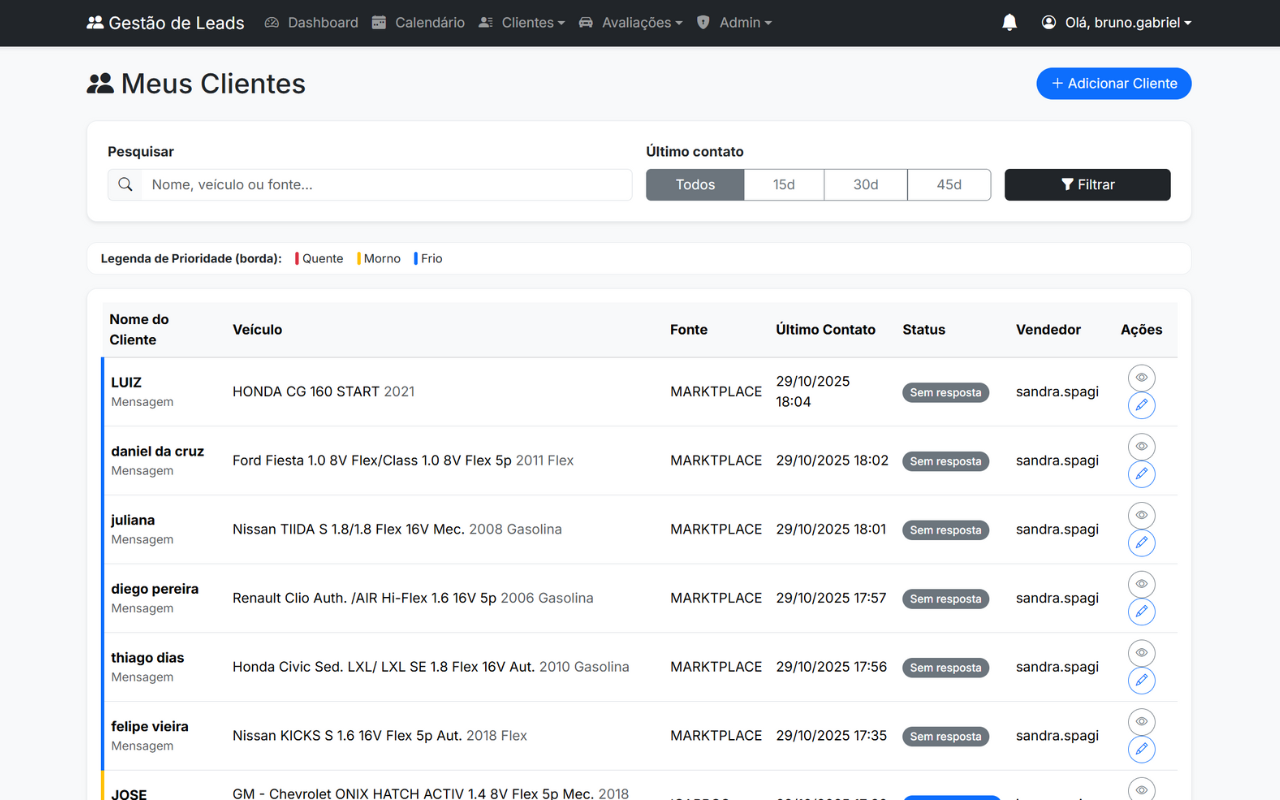 Gestão de Leads Dashboard Calendário Clientes Avaliações Admin Olá, bruno.gabriel
Meus Clientes
+ Adicionar Cliente
Pesquisar
Nome, veículo ou fonte...
Último contato
Todos 15d 30d 45d
Filtrar
Legenda de Prioridade (borda): Quente Morno Frio
Nome do Cliente Veículo Fonte Último Contato Status Vendedor Ações
LUIZ
Mensagem
HONDA CG 160 START 2021 MARKTPLACE 29/10/2025 18:04 Sem resposta sandra.spagi
daniel da cruz
Mensagem
Ford Fiesta 1.0 8V Flex/Class 1.0 8V Flex 5p 2011 Flex MARKTPLACE 29/10/2025 18:02 Sem resposta sandra.spagi
juliana
Mensagem
Nissan TIIDA S 1.8/1.8 Flex 16V Mec. 2008 Gasolina MARKTPLACE 29/10/2025 18:01 Sem resposta sandra.spagi
diego pereira
Mensagem
Renault Clio Auth. /AIR Hi-Flex 1.6 16V 5p 2006 Gasolina MARKTPLACE 29/10/2025 17:57 Sem resposta sandra.spagi
thiago dias
Mensagem
Honda Civic Sed. LXL/ LXL SE 1.8 Flex 16V Aut. 2010 Gasolina MARKTPLACE 29/10/2025 17:56 Sem resposta sandra.spagi
felipe vieira
Mensagem
Nissan KICKS S 1.6 16V Flex 5p Aut. 2018 Flex MARKTPLACE 29/10/2025 17:35 Sem resposta sandra.spagi
JOSE
GM - Chevrolet ONIX HATCH ACTIV 1.4 8V Flex 5p Mec. 2018